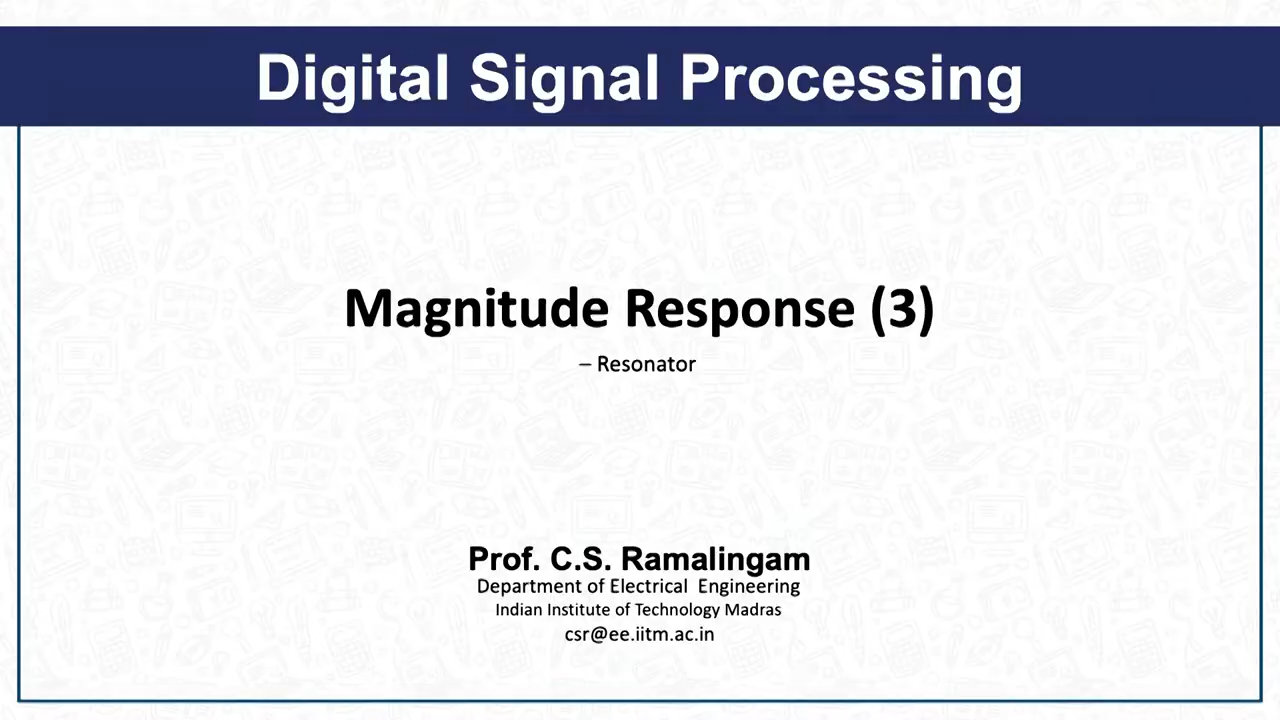 Digital Signal Processing
Magnitude Response (3)
– Resonator
Prof. C.S. Ramalingam
Department of Electrical Engineering
Indian Institute of Technology Madras
csr@ee.iitm.ac.in